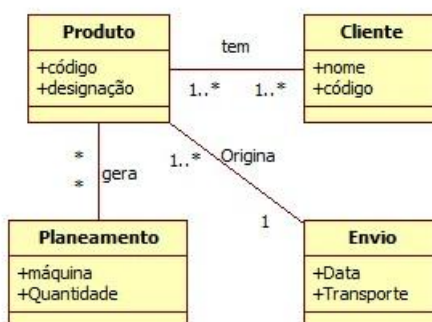 Produto
+código
+designação
tem
1..*
1..*
Cliente
+nome
+código
*
*
gera
1..*
Origina
1
Planeamento
+máquina
+Quantidade
Envio
+Data
+Transporte